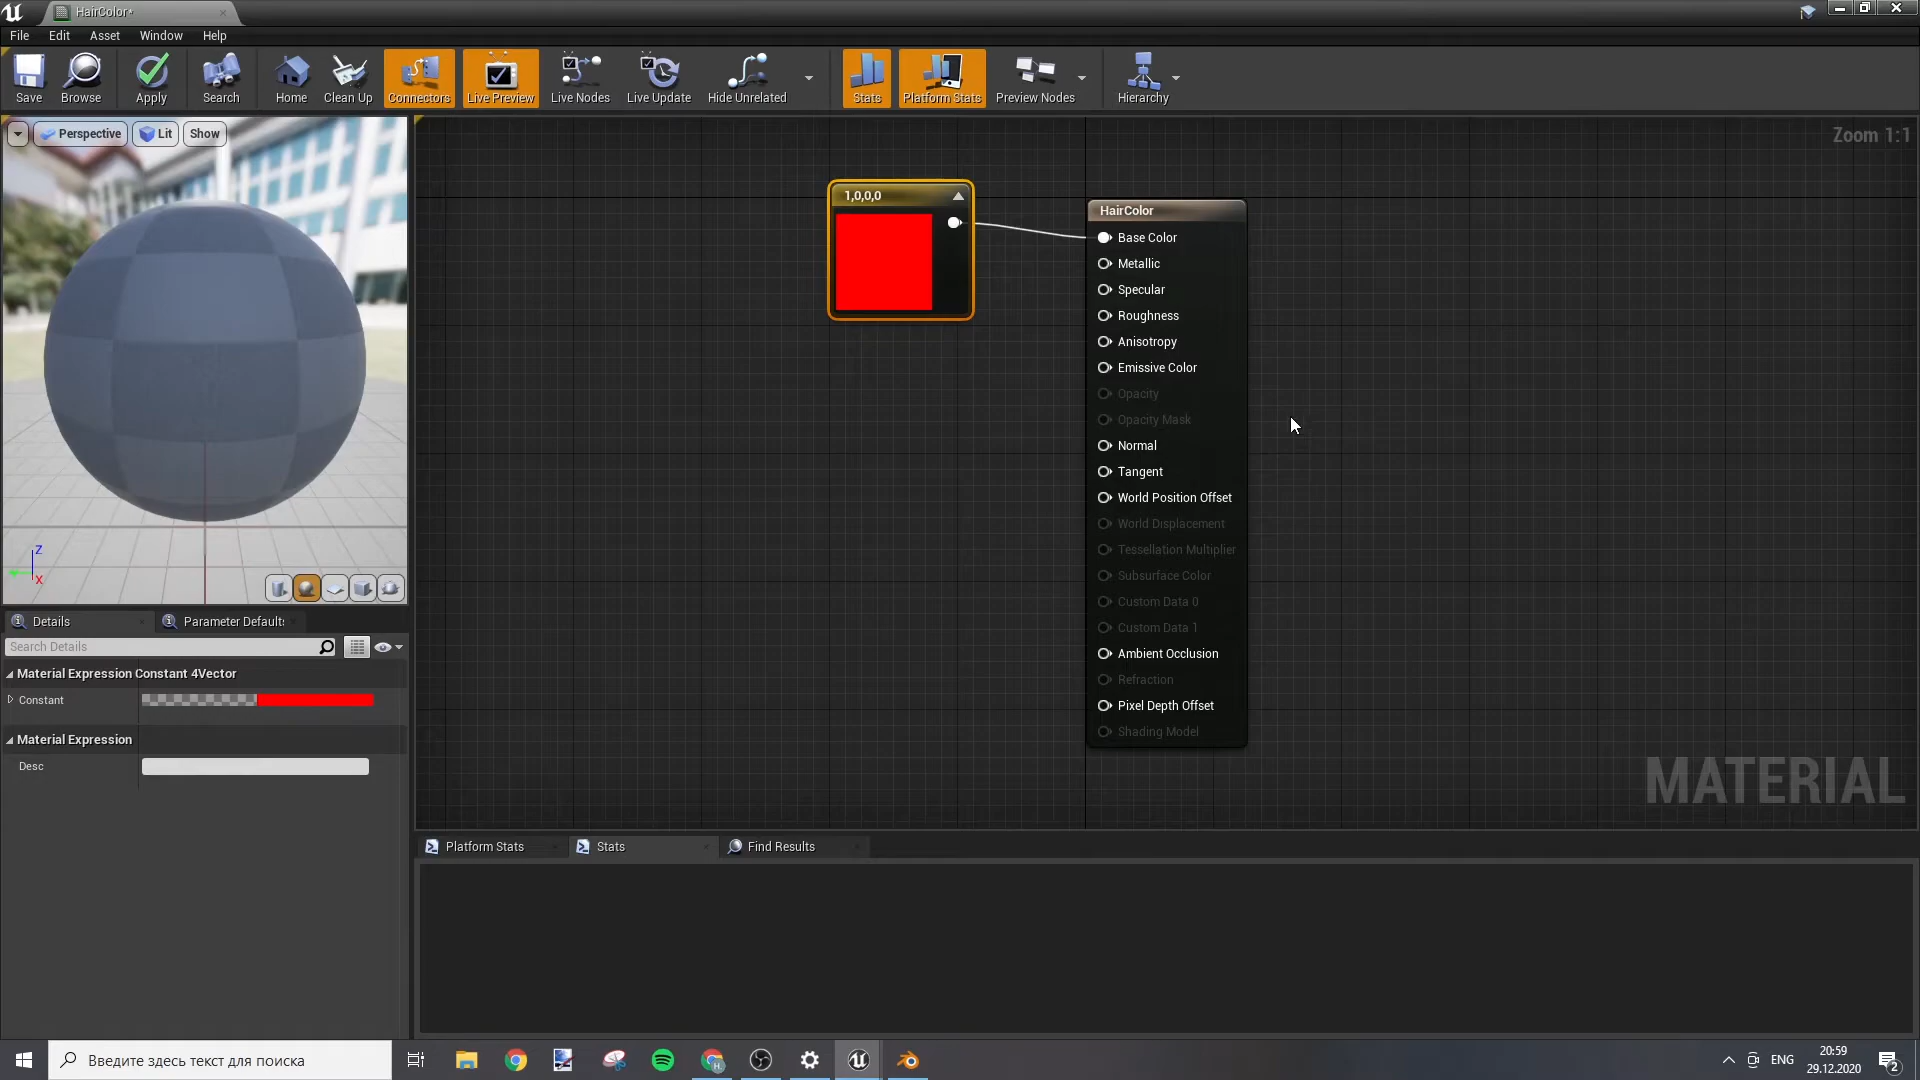 HairColor*
File Edit Asset Window Help
Save Browse Apply Search Home Clean Up Connectors Live Preview Live Nodes Live Update Hide Unrelated Stats Platform Stats Preview Nodes Hierarchy
Perspective Lit Show
Zoom 1:1
1,0,0,0
HairColor
Base Color
Metallic
Specular
Roughness
Anisotropy
Emissive Color
Opacity
Opacity Mask
Normal
Tangent
World Position Offset
World Displacement
Tessellation Multiplier
Subsurface Color
Custom Data 0
Custom Data 1
Ambient Occlusion
Refraction
Pixel Depth Offset
Shading Model
MATERIAL
Z
X
Details Parameter Defaults
Search Details
Material Expression Constant 4Vector
Constant
Material Expression
Desc
Platform Stats Stats Find Results
Введите здесь текст для поиска
ENG
20:59
29.12.2020
2